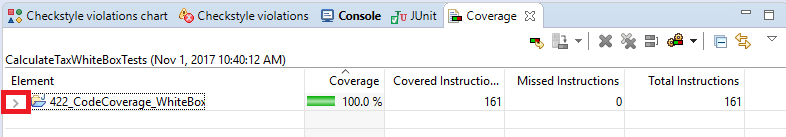 Checkstyle violations chart Checkstyle violations Console JUnit Coverage
CalculateTaxWhiteBoxTests (Nov 1, 2017 10:40:12 AM)
Element Coverage Covered Instructio... Missed Instructions Total Instructions
422_CodeCoverage_WhiteBox 100.0 % 161 0 161